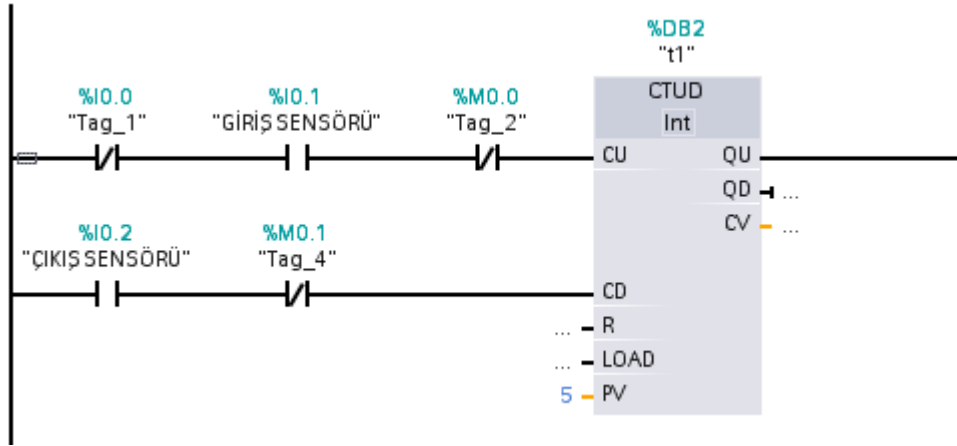 %DB2
"t1"
CTUD
Int
%I0.0
"Tag_1"
%I0.1
"GİRİŞ SENSÖRÜ"
%M0.0
"Tag_2"
CU
QU
QD
...
CV
...
%I0.2
"ÇIKIŞ SENSÖRÜ"
%M0.1
"Tag_4"
CD
...
R
...
LOAD
5
PV